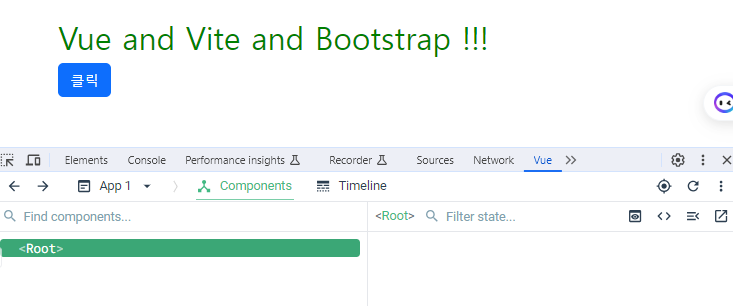 Vue and Vite and Bootstrap !!!
클릭
Elements Console Performance insights Recorder Sources Network Vue
App 1 Components Timeline
Find components... <Root> Filter state...
<Root>